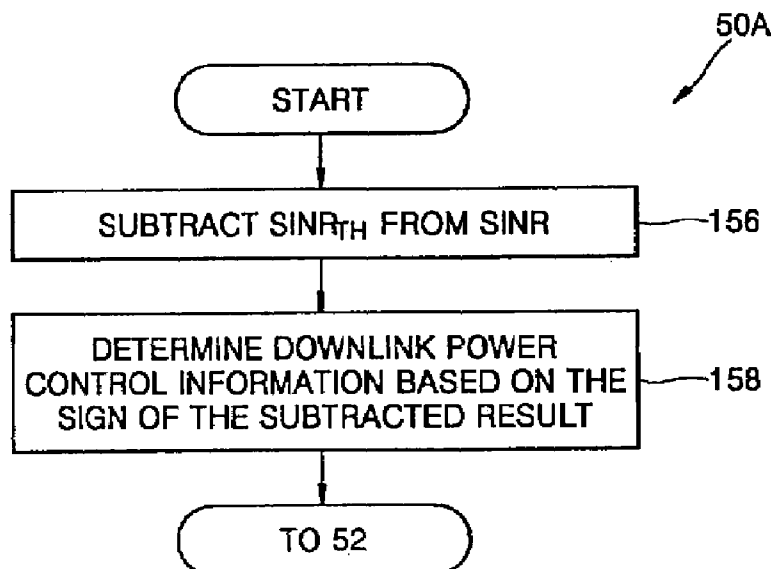 50A
START
SUBTRACT SINR_TH FROM SINR
156
DETERMINE DOWNLINK POWER
CONTROL INFORMATION BASED ON THE
SIGN OF THE SUBTRACTED RESULT
158
TO 52